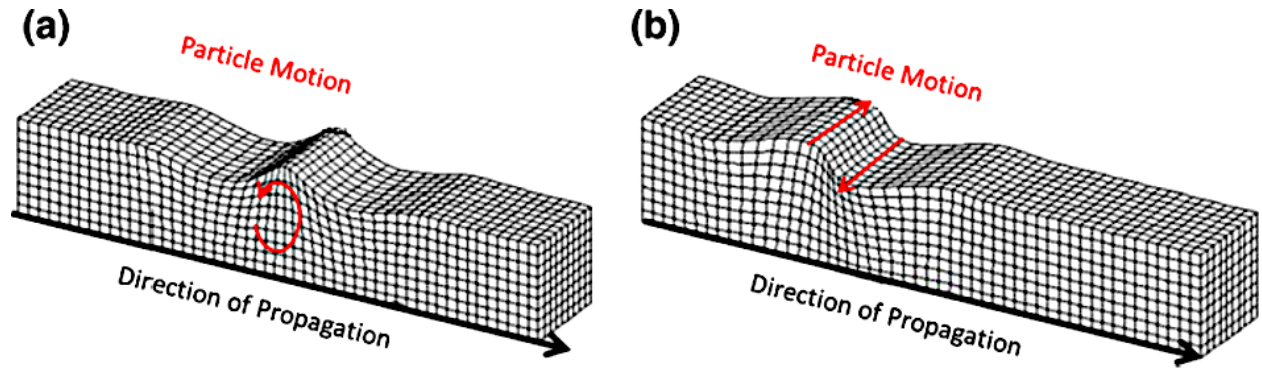 (a)
Particle Motion
Direction of Propagation
(b)
Particle Motion
Direction of Propagation